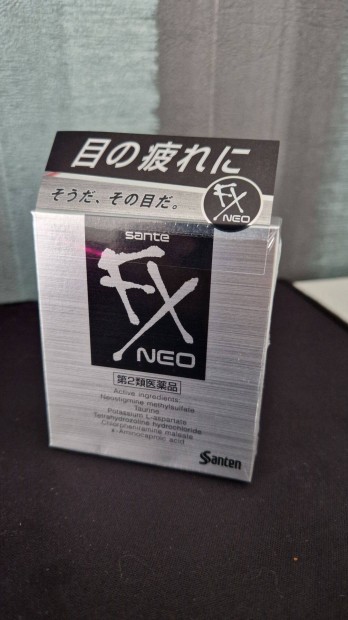 目の疲れに
そうだ、その目だ。
FX
NEO
sante
FX
NEO
第2類医薬品
Active ingredients:
Neostigmine methylsulfate
Taurine
Potassium L-aspartate
Tetrahydrozoline hydrochloride
Chlorpheniramine maleate
ε-Aminocaproic acid
Santen